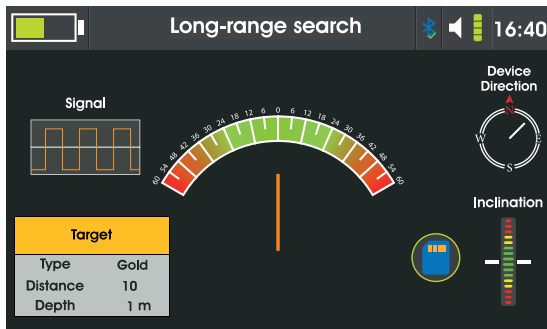 Long-range search
16:40
Signal
60 54 48 42 36 30 24 18 12 6 0 6 12 18 24 30 36 42 48 54 60
Device
Direction
N
W E
S
Inclination
Target
Type Gold
Distance 10
Depth 1 m